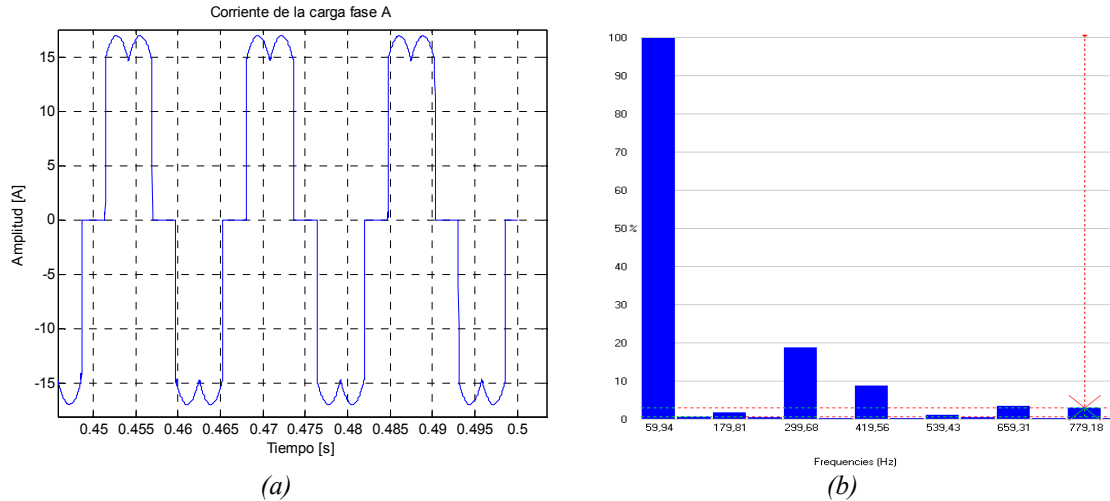 Corriente de la carga fase A
Amplitud [A]
15
10
5
0
-5
-10
-15
0.45 0.455 0.46 0.465 0.47 0.475 0.48 0.485 0.49 0.495 0.5
Tiempo [s]
(a)
100
90
80
70
60
50 %
40
30
20
10
0
59,94 179,81 299,68 419,56 539,43 659,31 779,18
Frequencies (Hz)
(b)